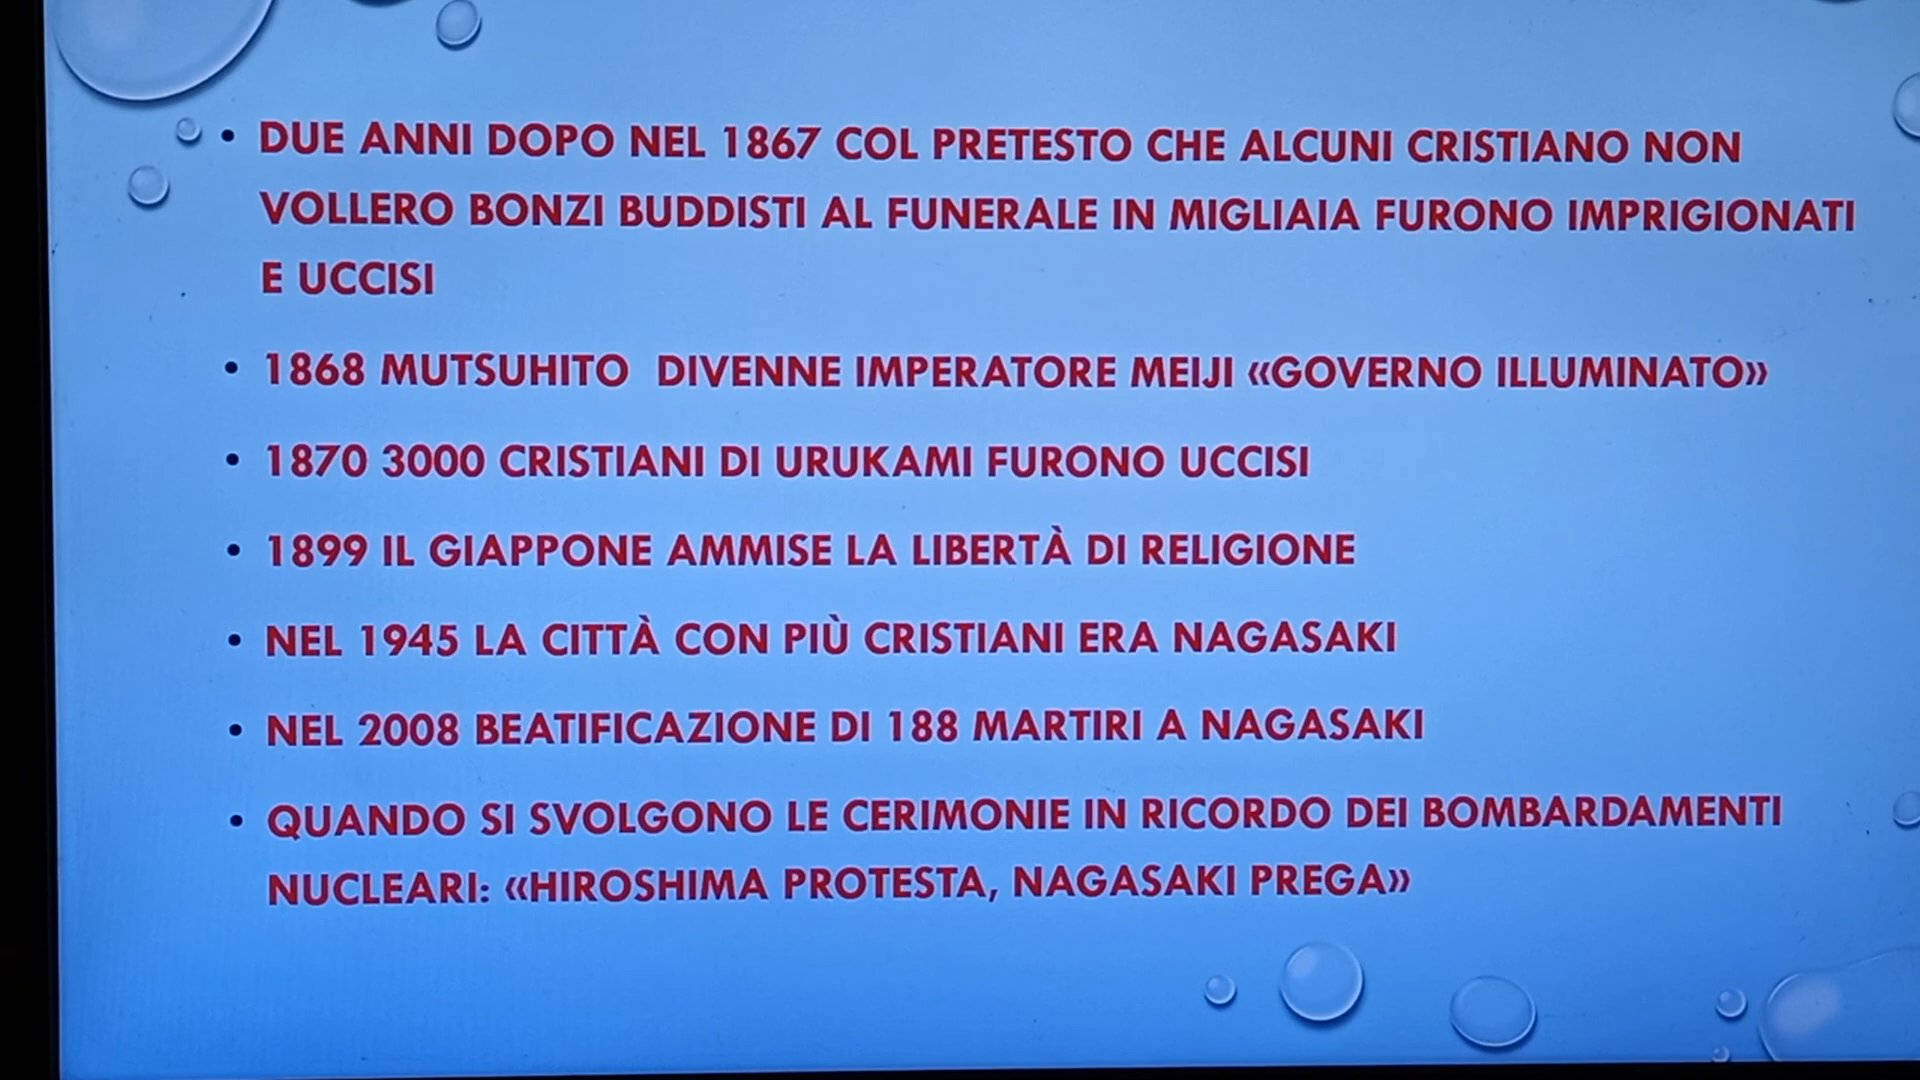 • DUE ANNI DOPO NEL 1867 COL PRETESTO CHE ALCUNI CRISTIANO NON
VOLLERO BONZI BUDDISTI AL FUNERALE IN MIGLIAIA FURONO IMPRIGIONATI
E UCCISI
• 1868 MUTSUHITO DIVENNE IMPERATORE MEIJI «GOVERNO ILLUMINATO»
• 1870 3000 CRISTIANI DI URUKAMI FURONO UCCISI
• 1899 IL GIAPPONE AMMISE LA LIBERTÀ DI RELIGIONE
• NEL 1945 LA CITTÀ CON PIÙ CRISTIANI ERA NAGASAKI
• NEL 2008 BEATIFICAZIONE DI 188 MARTIRI A NAGASAKI
• QUANDO SI SVOLGONO LE CERIMONIE IN RICORDO DEI BOMBARDAMENTI
NUCLEARI: «HIROSHIMA PROTESTA, NAGASAKI PREGA»